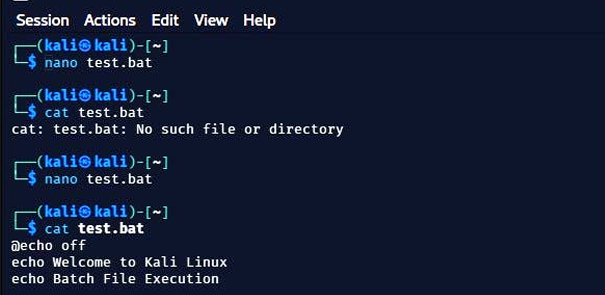 Session Actions Edit View Help
┌──(kali㉿kali)-[~]
└─$ nano test.bat
┌──(kali㉿kali)-[~]
└─$ cat test.bat
cat: test.bat: No such file or directory
┌──(kali㉿kali)-[~]
└─$ nano test.bat
┌──(kali㉿kali)-[~]
└─$ cat test.bat
@echo off
echo Welcome to Kali Linux
echo Batch File Execution